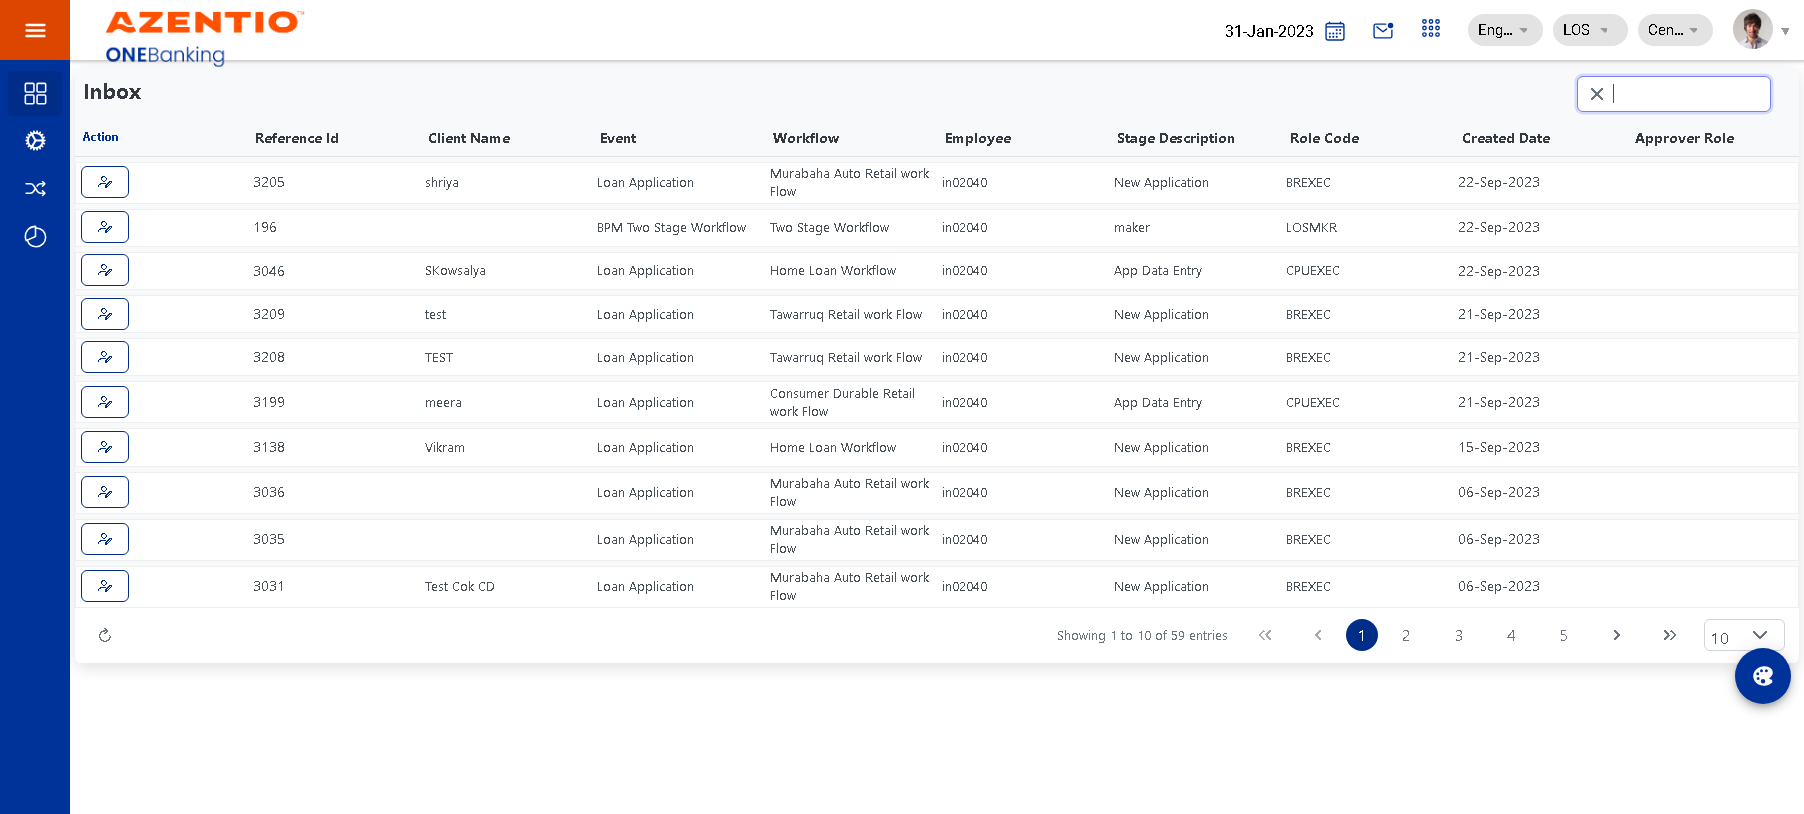 AZENTIO™
ONEBanking
31-Jan-2023 Eng... LOS Cen...
Inbox
Action Reference Id Client Name Event Workflow Employee Stage Description Role Code Created Date Approver Role
3205 shriya Loan Application Murabaha Auto Retail work Flow in02040 New Application BREXEC 22-Sep-2023
196 BPM Two Stage Workflow Two Stage Workflow in02040 maker LOSMKR 22-Sep-2023
3046 SKowsalya Loan Application Home Loan Workflow in02040 App Data Entry CPUEXEC 22-Sep-2023
3209 test Loan Application Tawarruq Retail work Flow in02040 New Application BREXEC 21-Sep-2023
3208 TEST Loan Application Tawarruq Retail work Flow in02040 New Application BREXEC 21-Sep-2023
3199 meera Loan Application Consumer Durable Retail work Flow in02040 App Data Entry CPUEXEC 21-Sep-2023
3138 Vikram Loan Application Home Loan Workflow in02040 New Application BREXEC 15-Sep-2023
3036 Loan Application Murabaha Auto Retail work Flow in02040 New Application BREXEC 06-Sep-2023
3035 Loan Application Murabaha Auto Retail work Flow in02040 New Application BREXEC 06-Sep-2023
3031 Test Cok CD Loan Application Murabaha Auto Retail work Flow in02040 New Application BREXEC 06-Sep-2023
Showing 1 to 10 of 59 entries 1 2 3 4 5 10